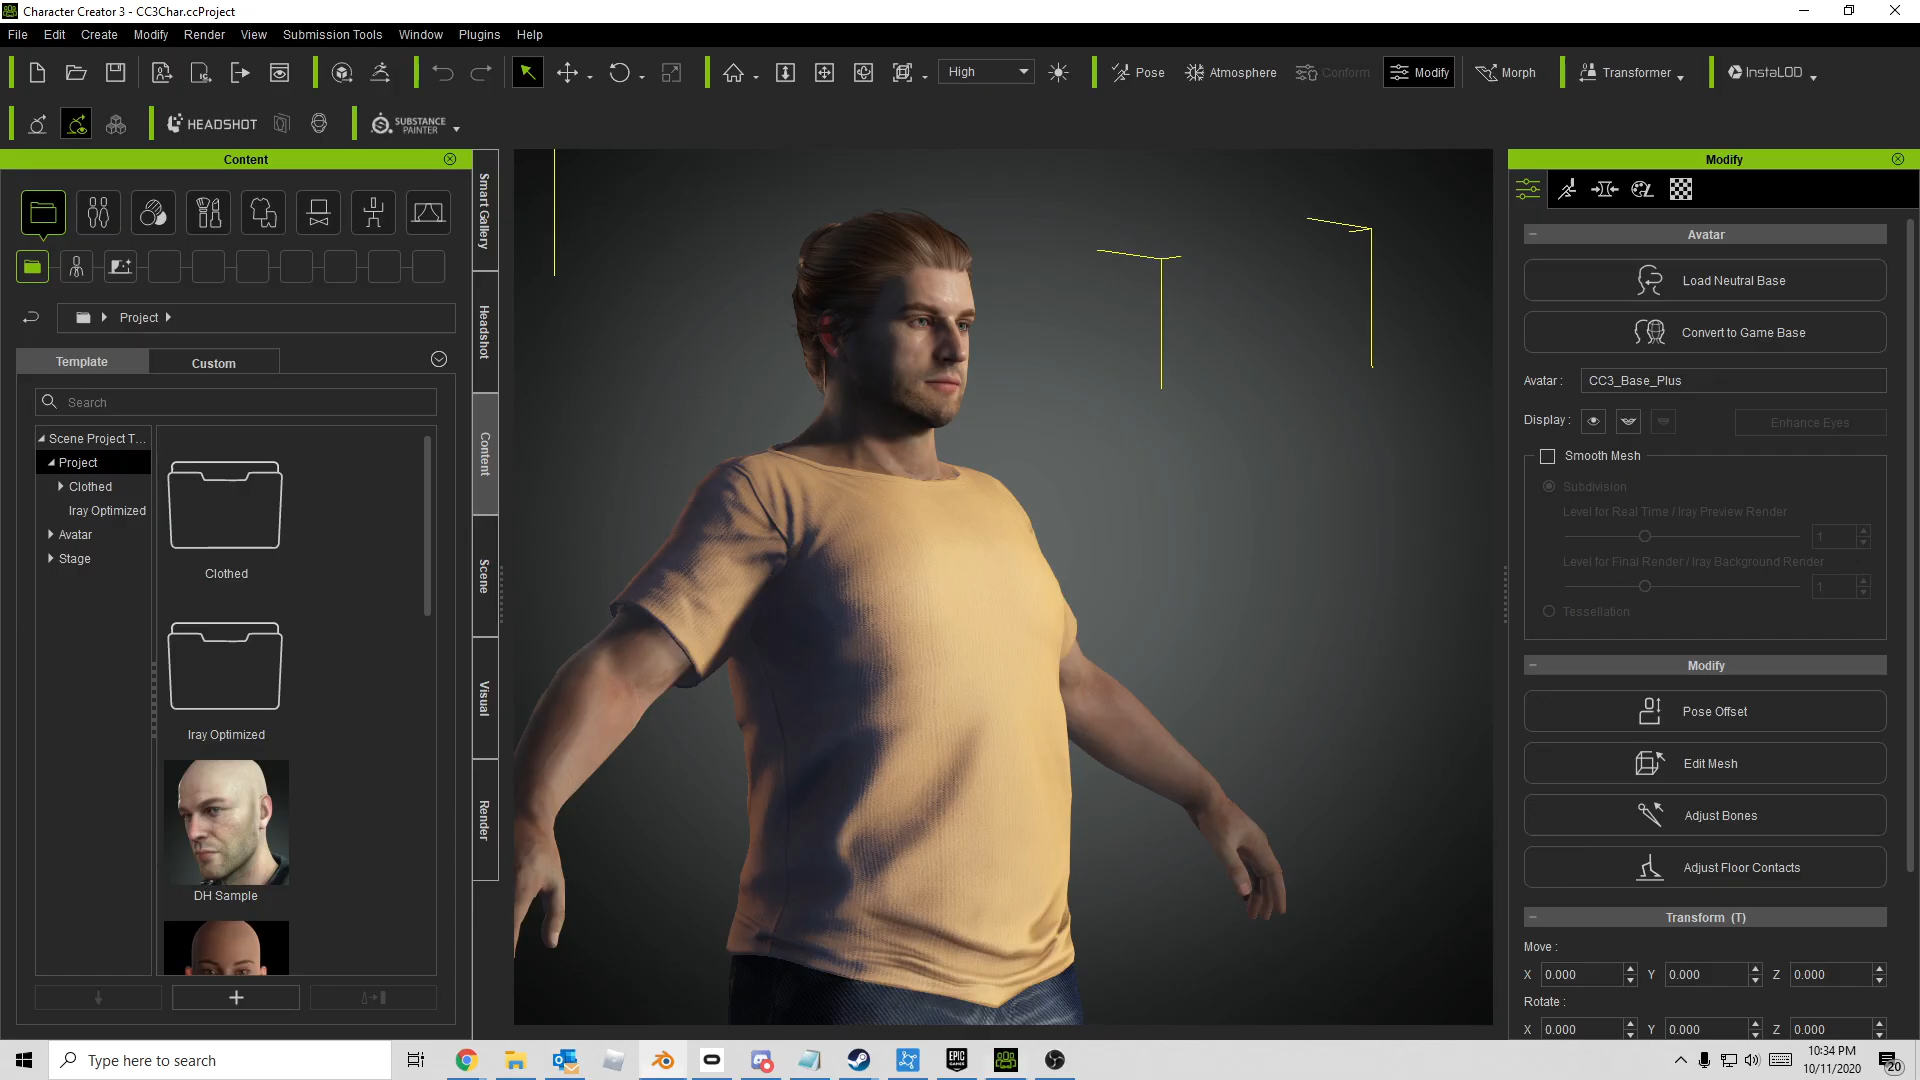 Character Creator 3 - CC3Char.ccProject
File Edit Create Modify Render View Submission Tools Window Plugins Help
High Pose Atmosphere Conform Modify Morph Transformer InstaLOD
HEADSHOT SUBSTANCE PAINTER
Content
Smart Gallery
Headshot
Content
Scene
Visual
Render
Project
Template Custom
Search
Scene Project T...
Project
Clothed
Iray Optimized
Avatar
Stage
Clothed
Iray Optimized
DH Sample
Modify
Avatar
Load Neutral Base
Convert to Game Base
Avatar : CC3_Base_Plus
Display : Enhance Eyes
Smooth Mesh
Subdivision
Level for Real Time / Iray Preview Render
1
Level for Final Render / Iray Background Render
1
Tessellation
Modify
Pose Offset
Edit Mesh
Adjust Bones
Adjust Floor Contacts
Transform (T)
Move :
X 0.000 Y 0.000 Z 0.000
Rotate :
X 0.000 Y 0.000 Z 0.000
Type here to search
EPIC GAMES
10:34 PM
10/11/2020
20